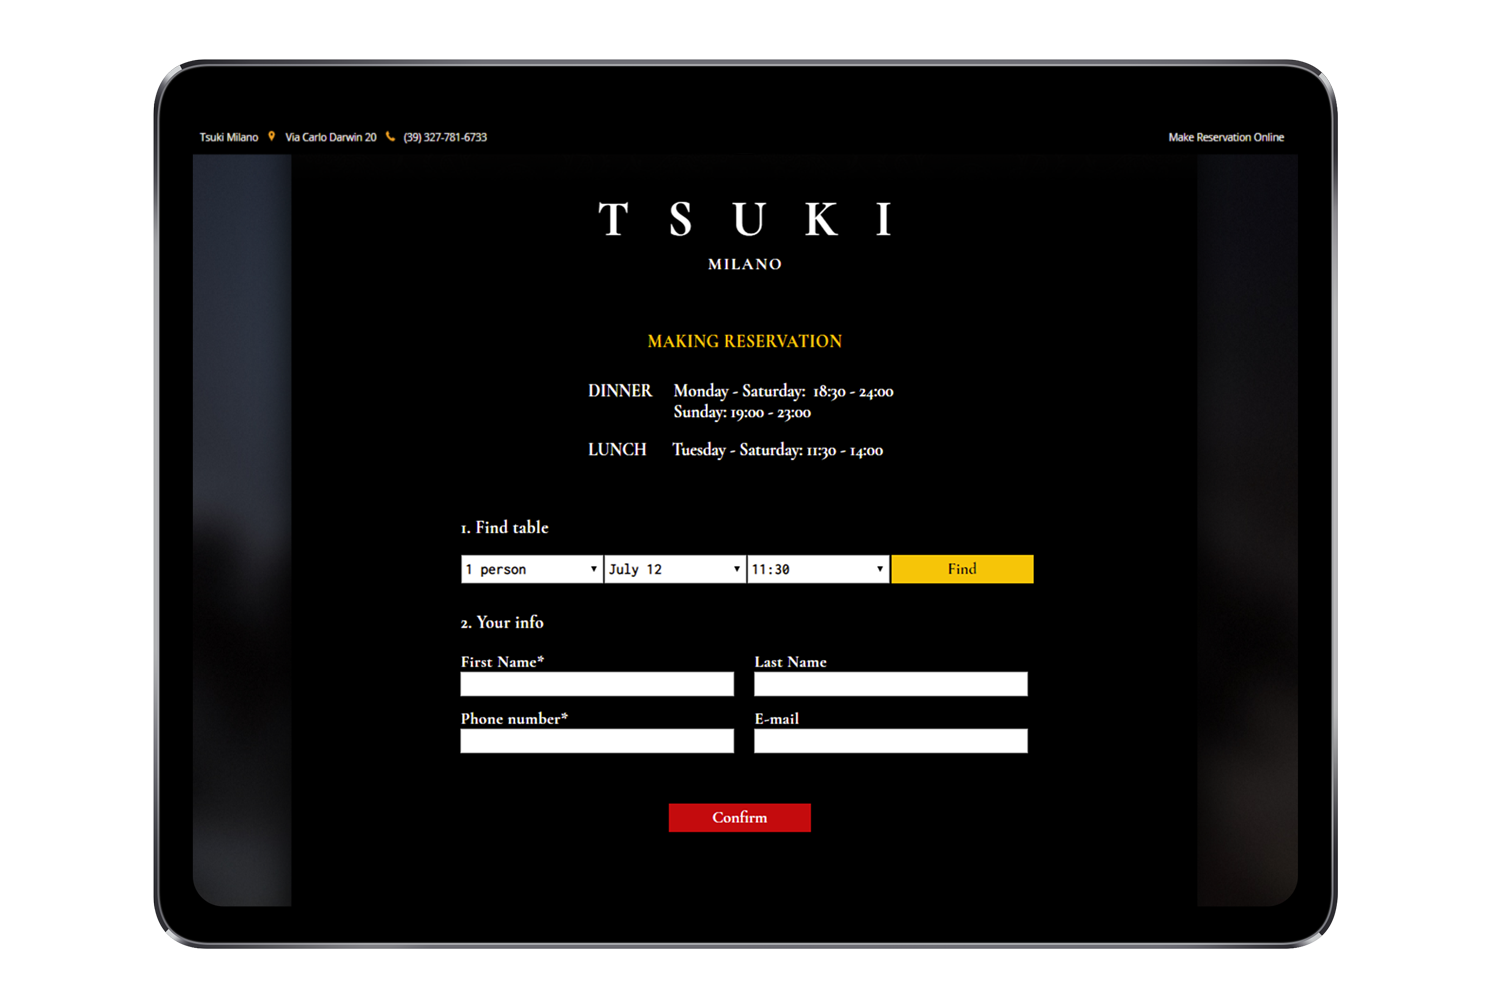 Tsuki Milano Via Carlo Darwin 20 (39) 327-781-6733 Make Reservation Online
T S U K I
MILANO
MAKING RESERVATION
DINNER Monday - Saturday: 18:30 - 24:00
Sunday: 19:00 - 23:00
LUNCH Tuesday - Saturday: 11:30 - 14:00
1. Find table
1 person July 12 11:30 Find
2. Your info
First Name* Last Name
Phone number* E-mail
Confirm